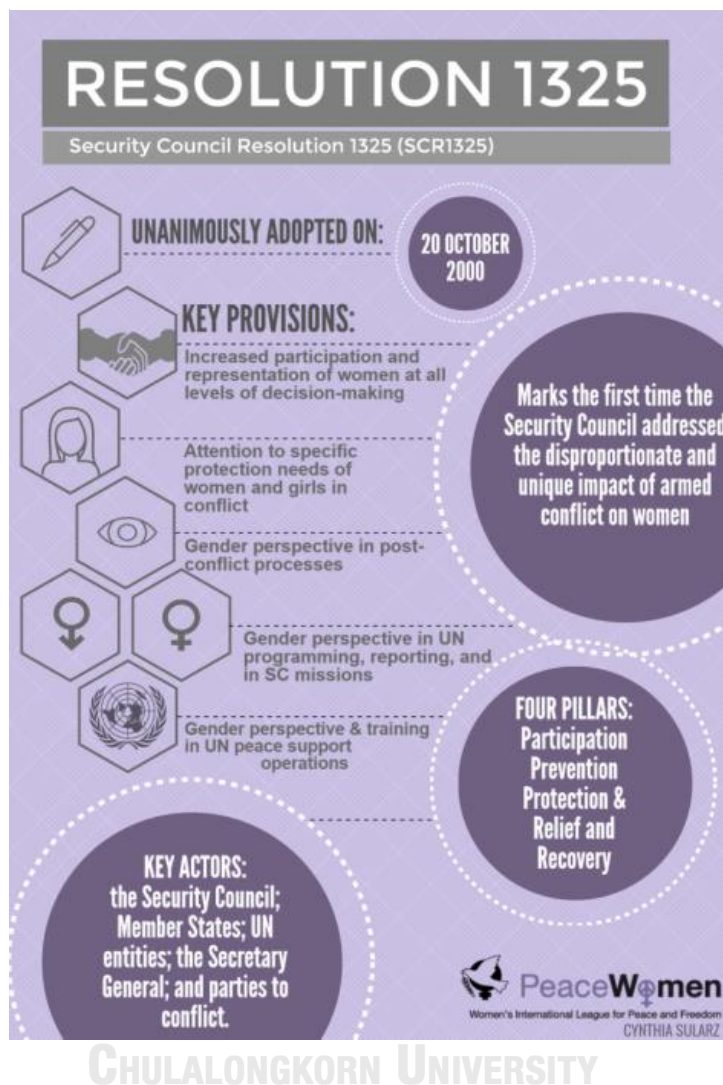 RESOLUTION 1325
Security Council Resolution 1325 (SCR1325)
UNANIMOUSLY ADOPTED ON:
20 OCTOBER
2000
KEY PROVISIONS:
Increased participation and
representation of women at all
levels of decision-making
Marks the first time the
Security Council addressed
the disproportionate and
unique impact of armed
conflict on women
Attention to specific
protection needs of
women and girls in
conflict
Gender perspective in post-
conflict processes
Gender perspective in UN
programming, reporting, and
in SC missions
Gender perspective & training
in UN peace support
operations
FOUR PILLARS:
Participation
Prevention
Protection &
Relief and
Recovery
KEY ACTORS:
the Security Council;
Member States; UN
entities; the Secretary
General; and parties to
conflict.
PeaceWomen
Women's International League for Peace and Freedom
CYNTHIA SULARZ
CHULALONGKORN UNIVERSITY